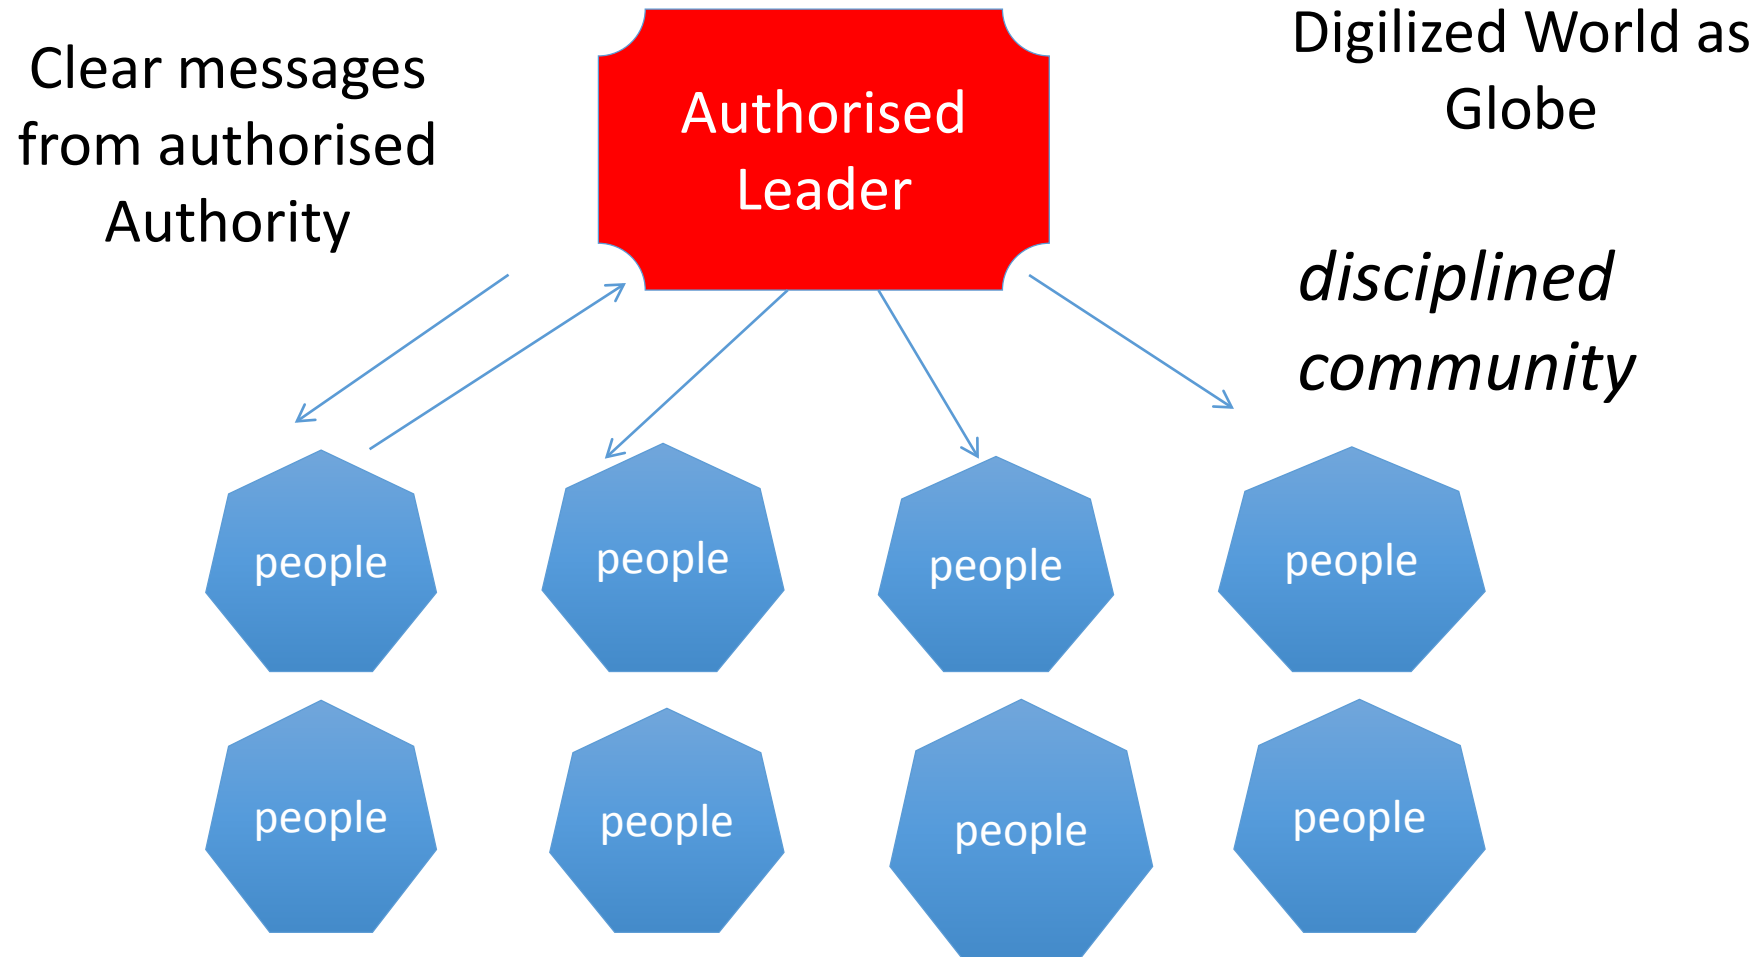 Clear messages
from authorised
Authority
Authorised
Leader
Digilized World as
Globe
disciplined
community
people
people
people
people
people
people
people
people